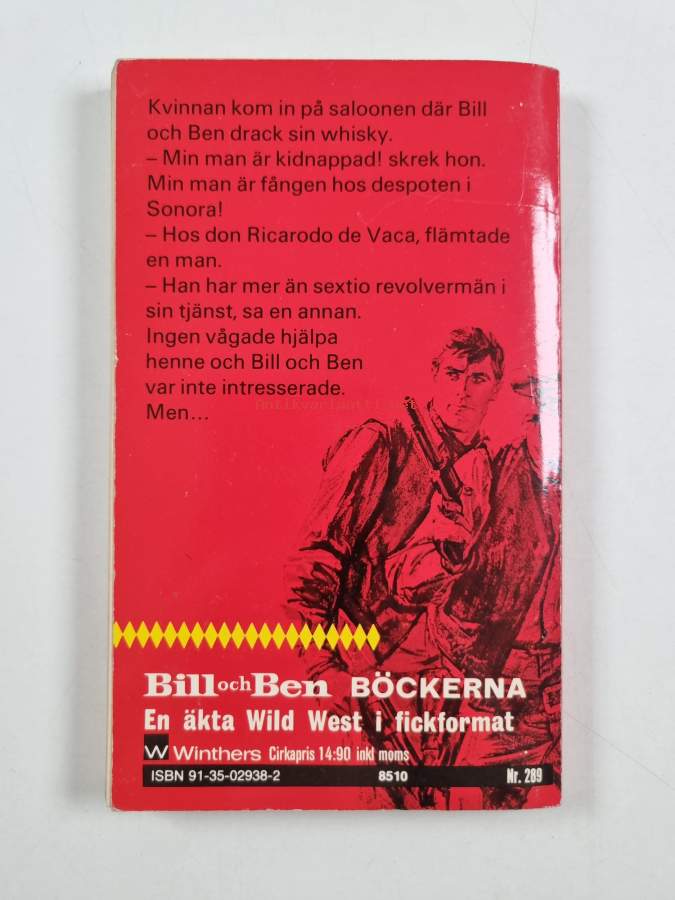 Kvinnan kom in på saloonen där Bill
och Ben drack sin whisky.
– Min man är kidnappad! skrek hon.
Min man är fången hos despoten i
Sonora!
– Hos don Ricarodo de Vaca, flämtade
en man.
– Han har mer än sextio revolvermän i
sin tjänst, sa en annan.
Ingen vågade hjälpa
henne och Bill och Ben
var inte intresserade.
Men...
Bill och Ben BÖCKERNA
En äkta Wild West i fickformat
W Winthers Cirkapris 14:90 inkl moms
ISBN 91-35-02938-2 8510 Nr. 289